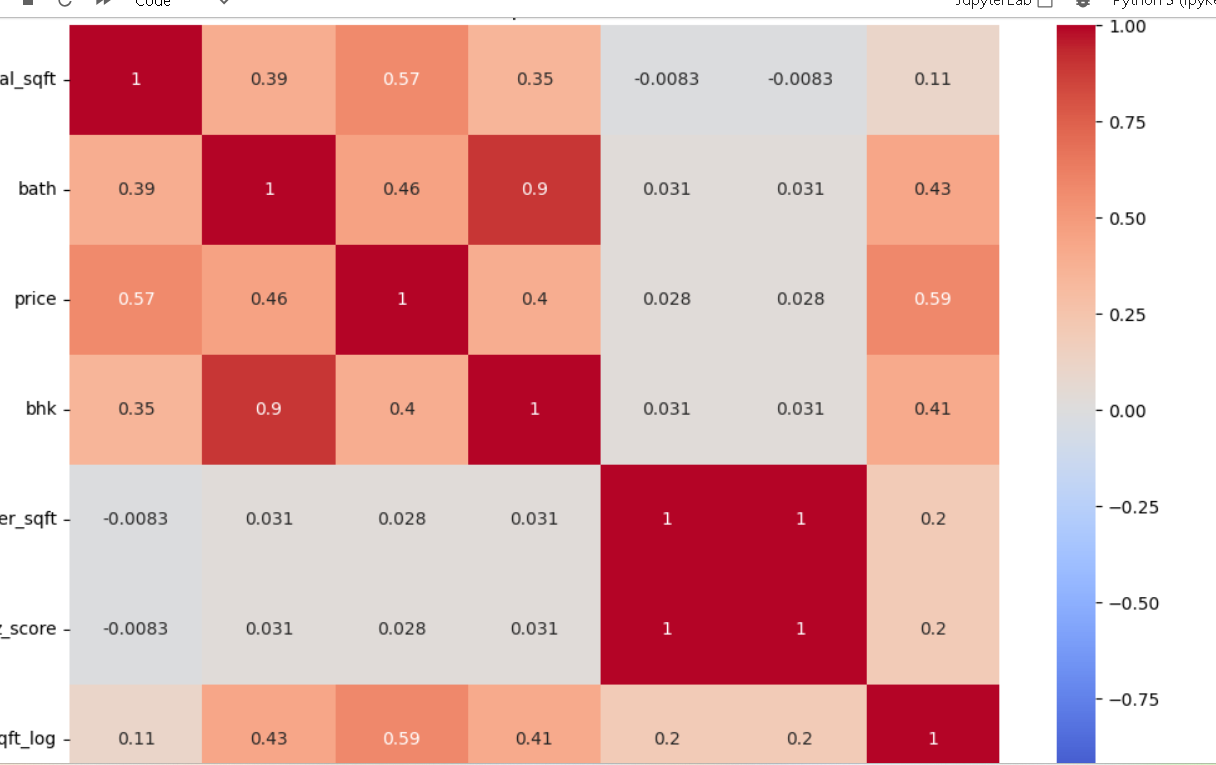 Code JupyterLab
1.00
al_sqft 1 0.39 0.57 0.35 -0.0083 -0.0083 0.11
0.75
bath 0.39 1 0.46 0.9 0.031 0.031 0.43
0.50
price 0.57 0.46 1 0.4 0.028 0.028 0.59
0.25
bhk 0.35 0.9 0.4 1 0.031 0.031 0.41
0.00
er_sqft -0.0083 0.031 0.028 0.031 1 1 0.2
−0.25
−0.50
z_score -0.0083 0.031 0.028 0.031 1 1 0.2
−0.75
qft_log 0.11 0.43 0.59 0.41 0.2 0.2 1